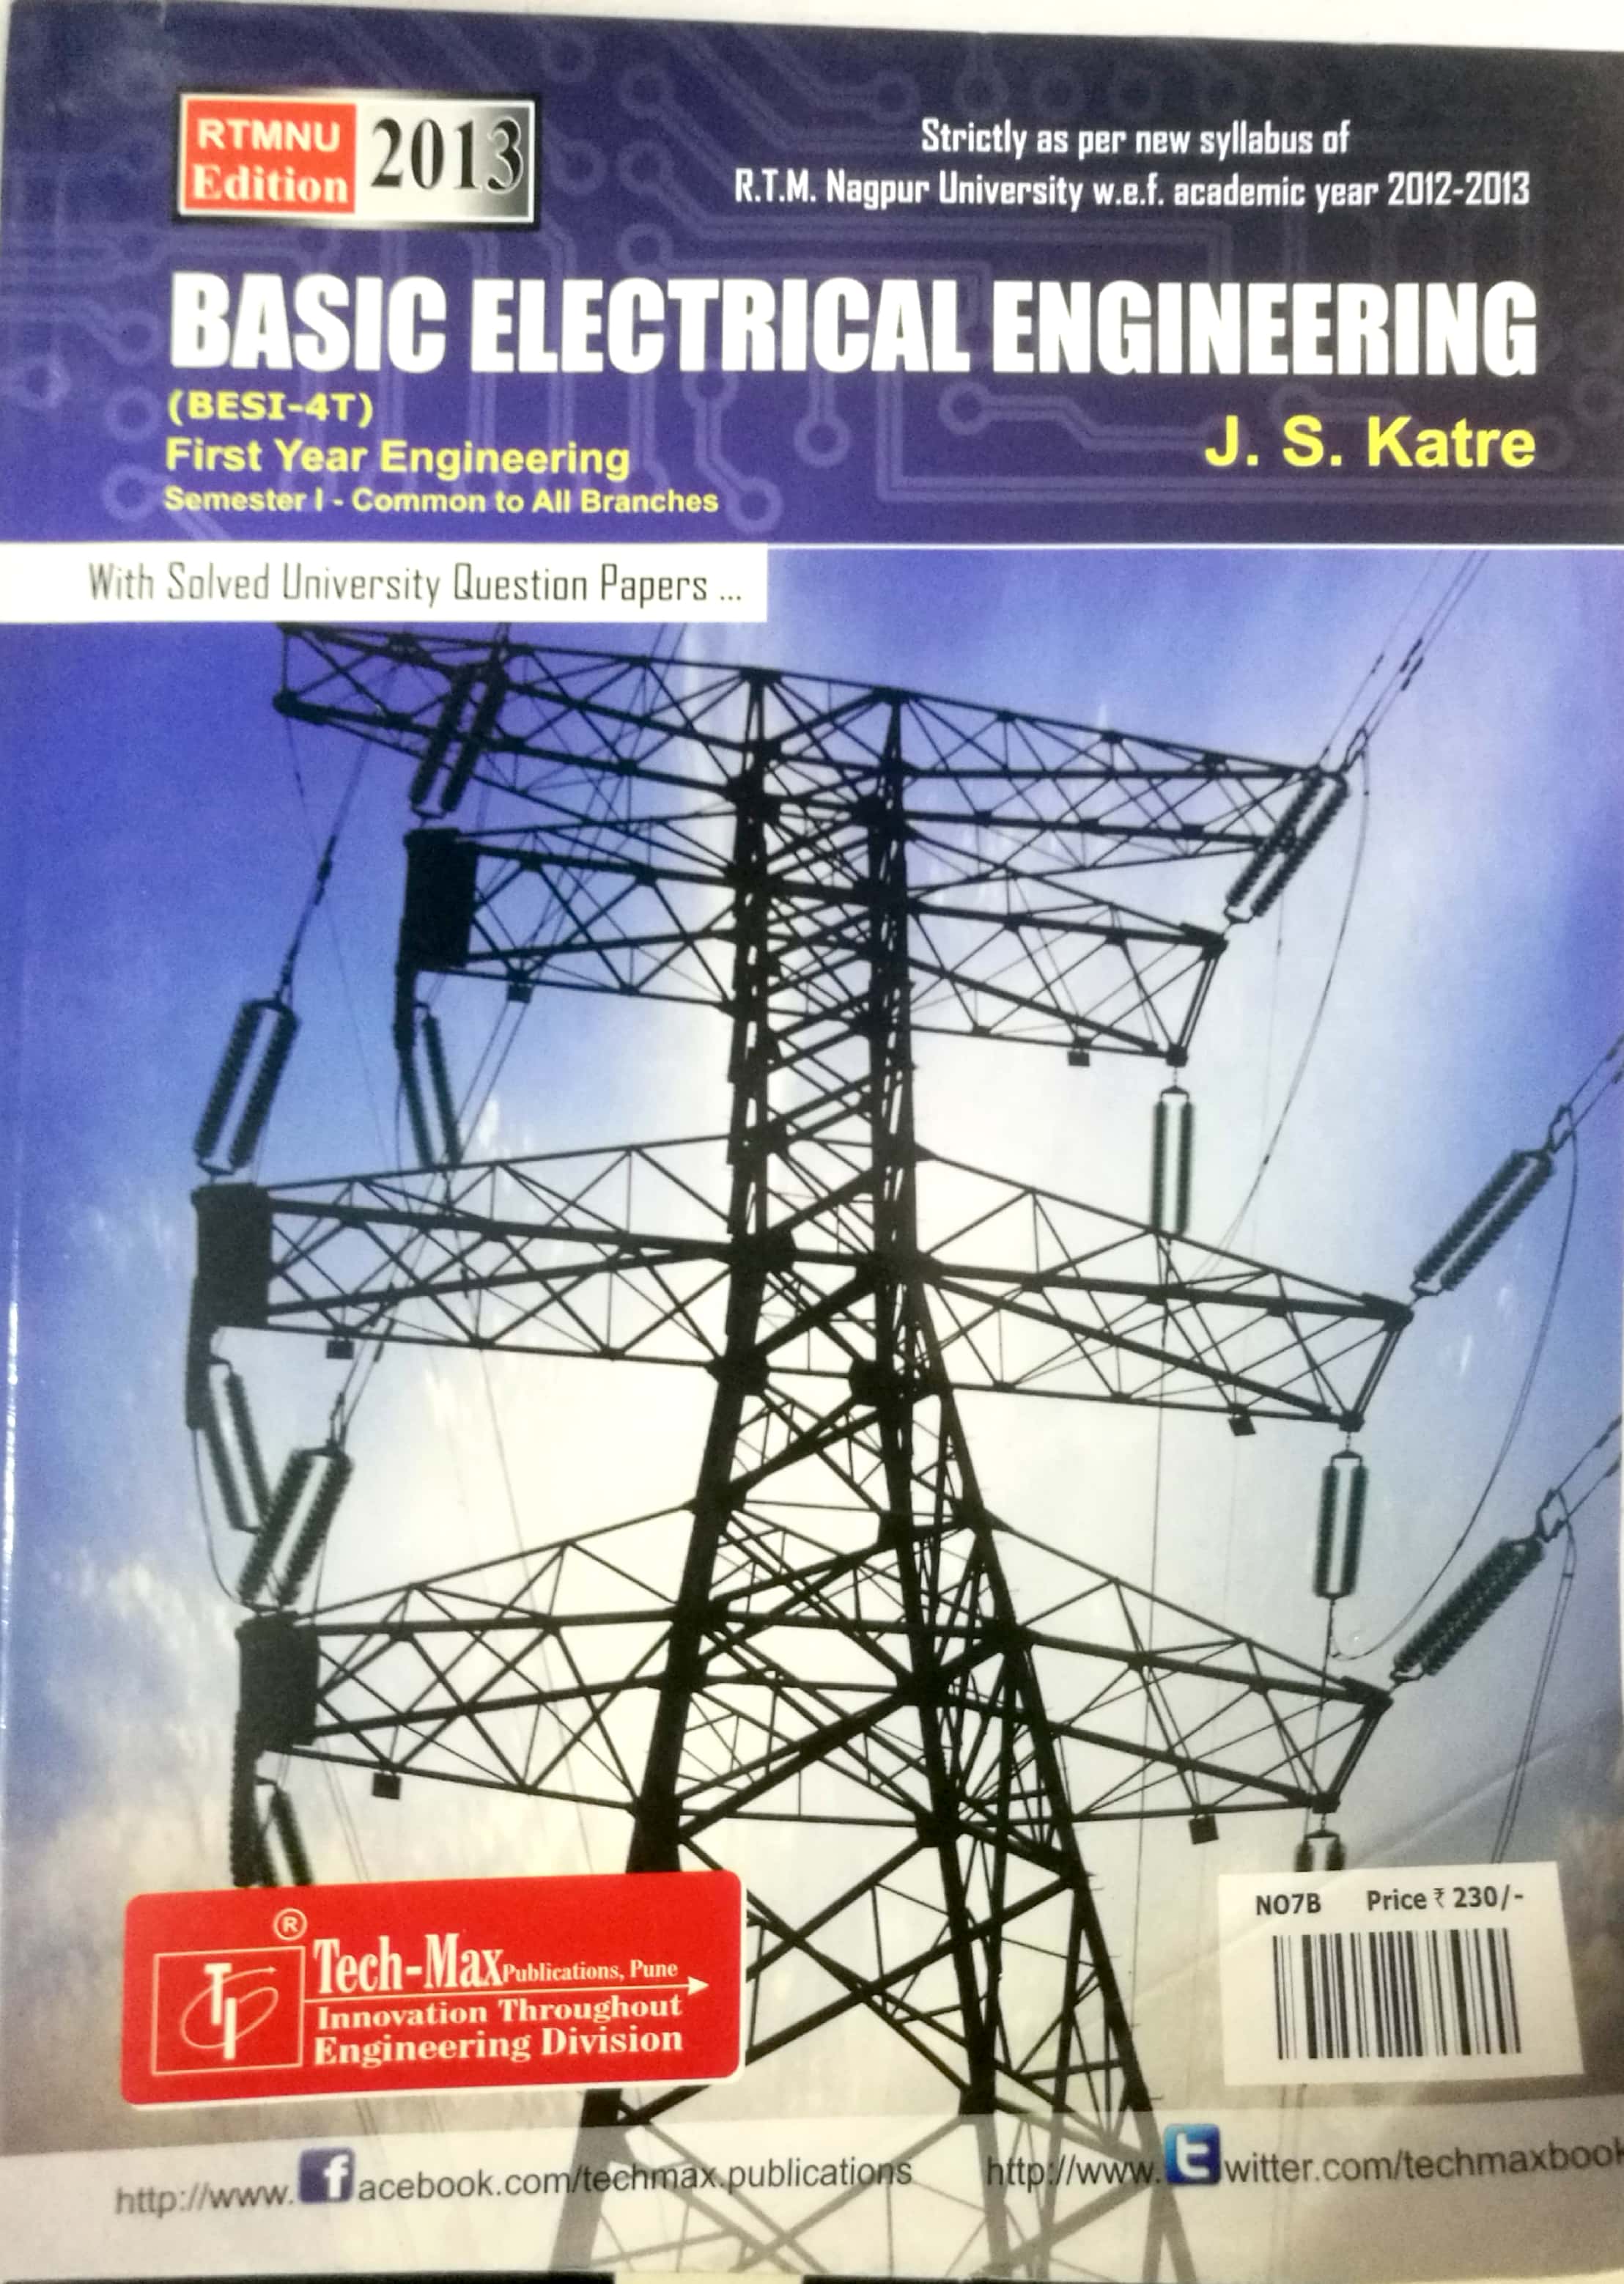 RTMNU
Edition
2013
Strictly as per new syllabus of
R.T.M. Nagpur University w.e.f. academic year 2012-2013
BASIC ELECTRICAL ENGINEERING
(BESI-4T)
First Year Engineering
Semester I - Common to All Branches
J. S. Katre
With Solved University Question Papers ...
®
Tech-Max Publications, Pune
Innovation Throughout
Engineering Division
NO7B Price ₹ 230/-
http://www.facebook.com/techmax.publications
http://www.twitter.com/techmaxbook